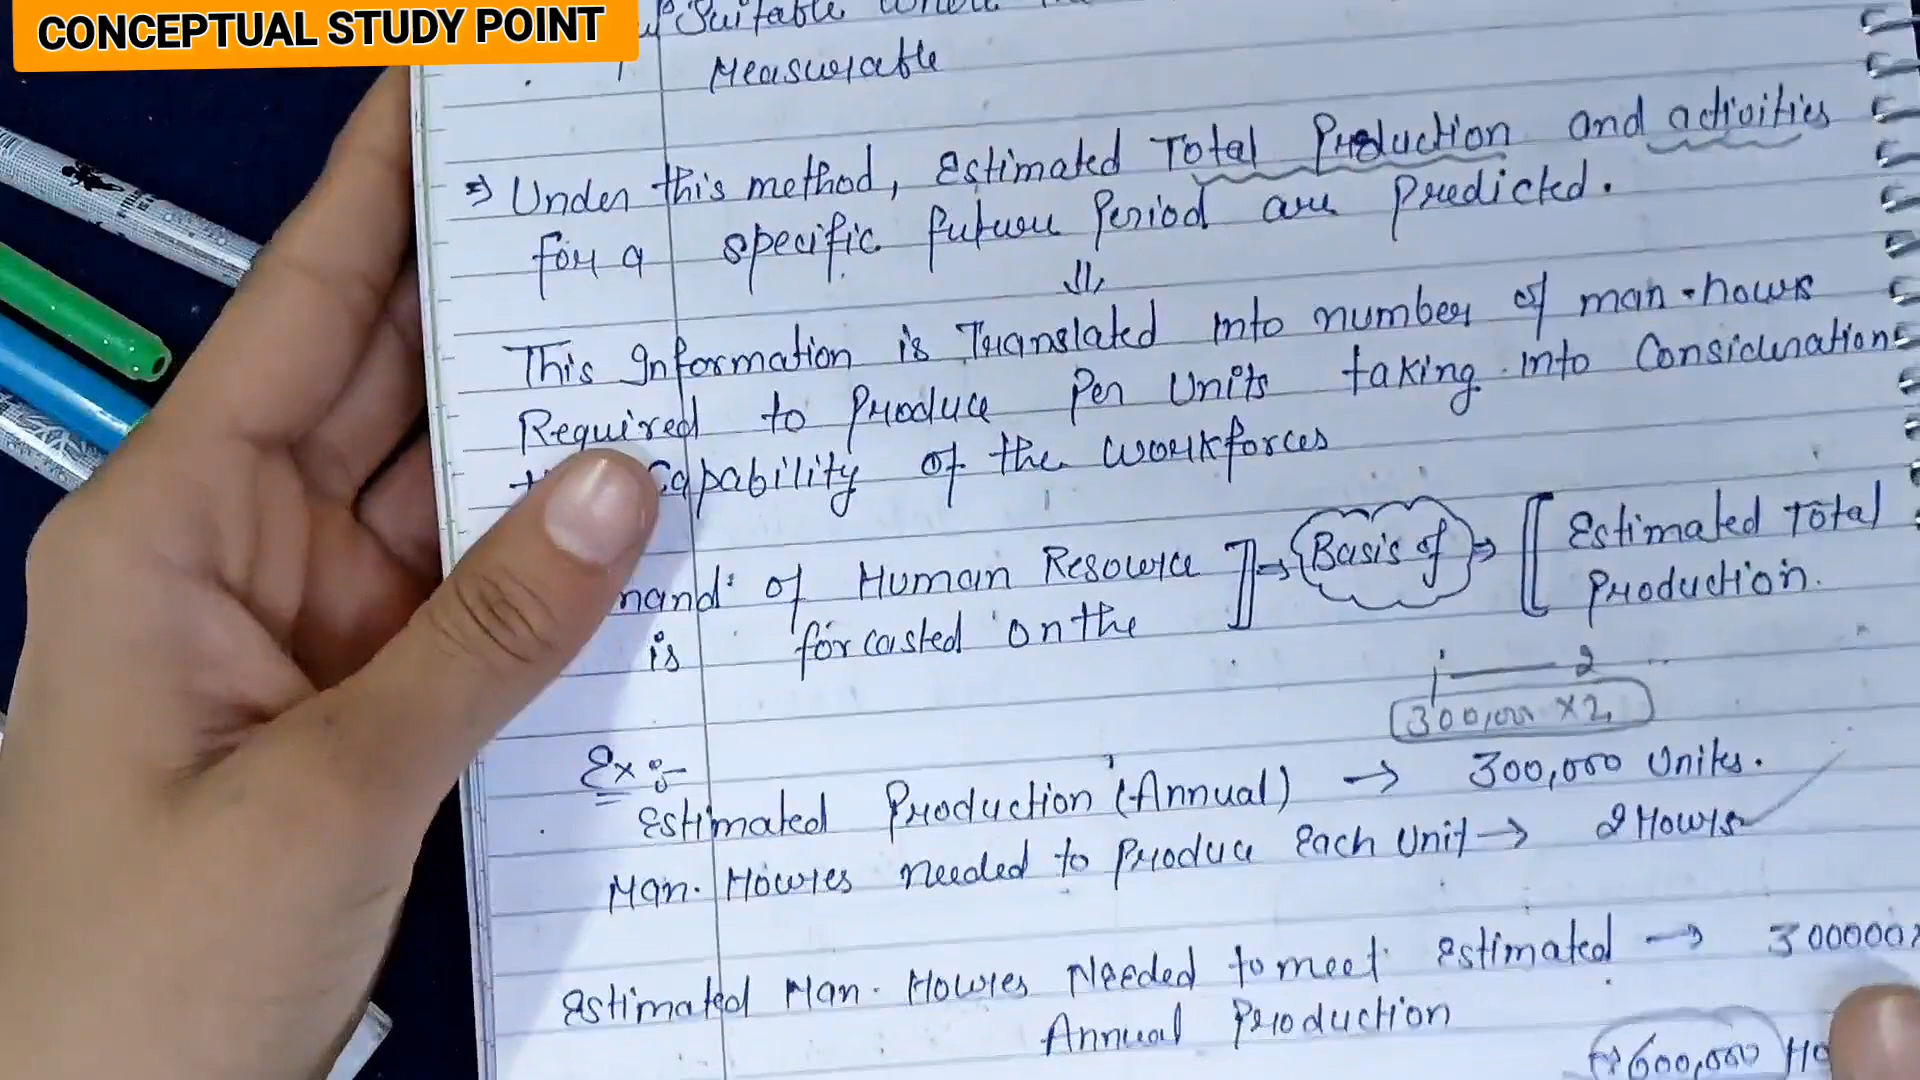 CONCEPTUAL STUDY POINT
Suitable where
Measurable
⇒ Under this method, Estimated Total Production and activities
for a specific future Period are Predicted.
⇓
This Information is Translated into number of man-hours
Required to Produce Per Units taking into Considerations
Capability of the workforces
of Human Resource ]→ Basis of ⇒ [ Estimated Total
is forcasted on the Production.
1 — 2
300,000 × 2
Ex :-
Estimated Production (Annual) → 300,000 Units.
Man. Hours needed to Produce Each Unit → 2 Hours
Estimated Man. Hours Needed to meet Estimated → 300000×
Annual Production
600,000